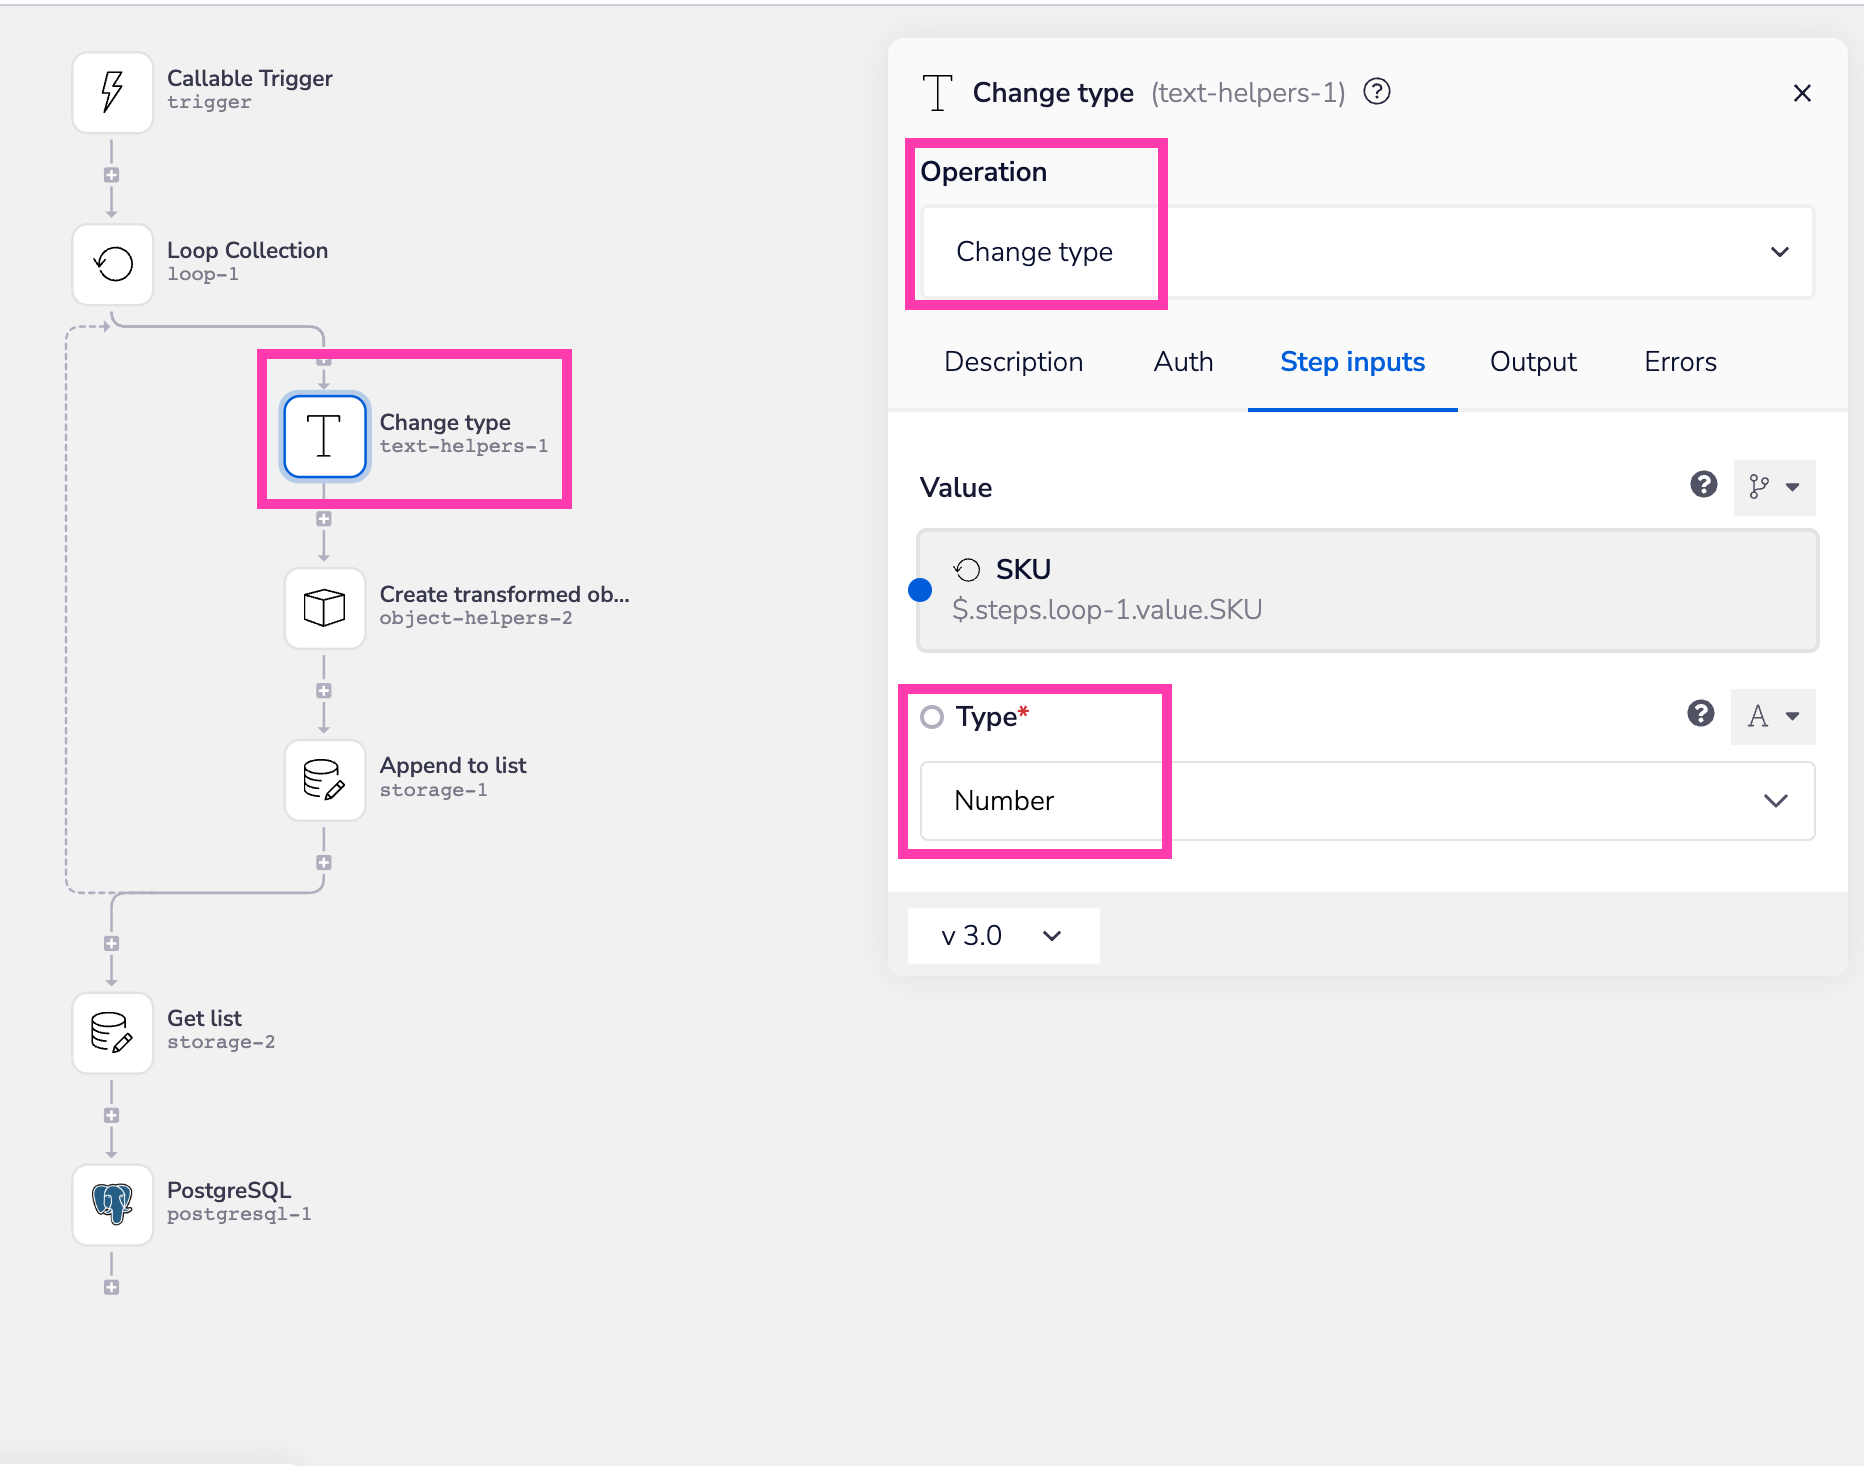 Callable Trigger
trigger
Loop Collection
loop-1
Change type
text-helpers-1
Create transformed ob...
object-helpers-2
Append to list
storage-1
Get list
storage-2
PostgreSQL
postgresql-1
Change type (text-helpers-1)
Operation
Change type
Description Auth Step inputs Output Errors
Value
SKU
$.steps.loop-1.value.SKU
Type*
Number
v 3.0